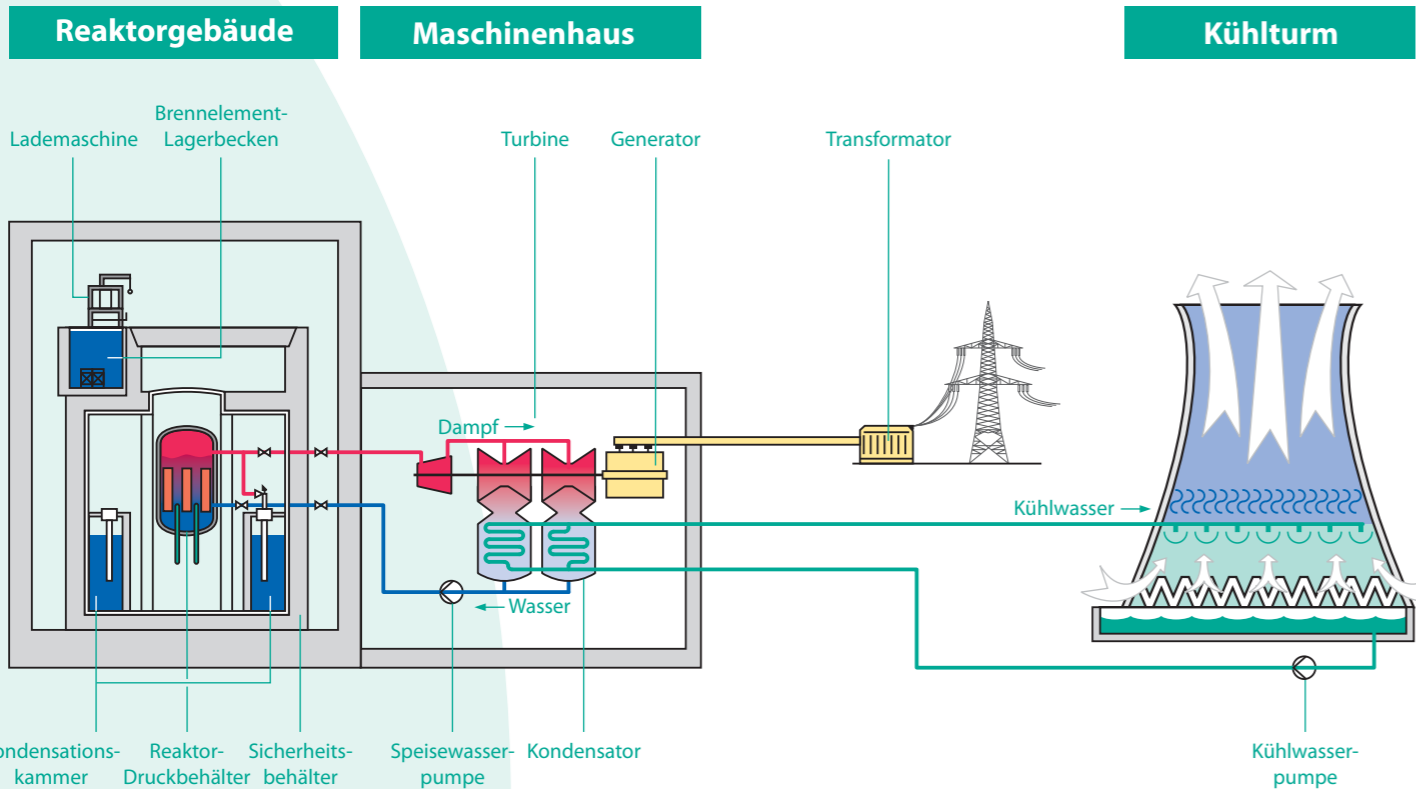 Reaktorgebäude
Maschinenhaus
Kühlturm
Brennelement-
Lademaschine
Lagerbecken
Turbine
Generator
Transformator
Dampf
Kühlwasser
Wasser
ondensations-
kammer
Reaktor-
Druckbehälter
Sicherheits-
behälter
Speisewasser-
pumpe
Kondensator
Kühlwasser-
pumpe